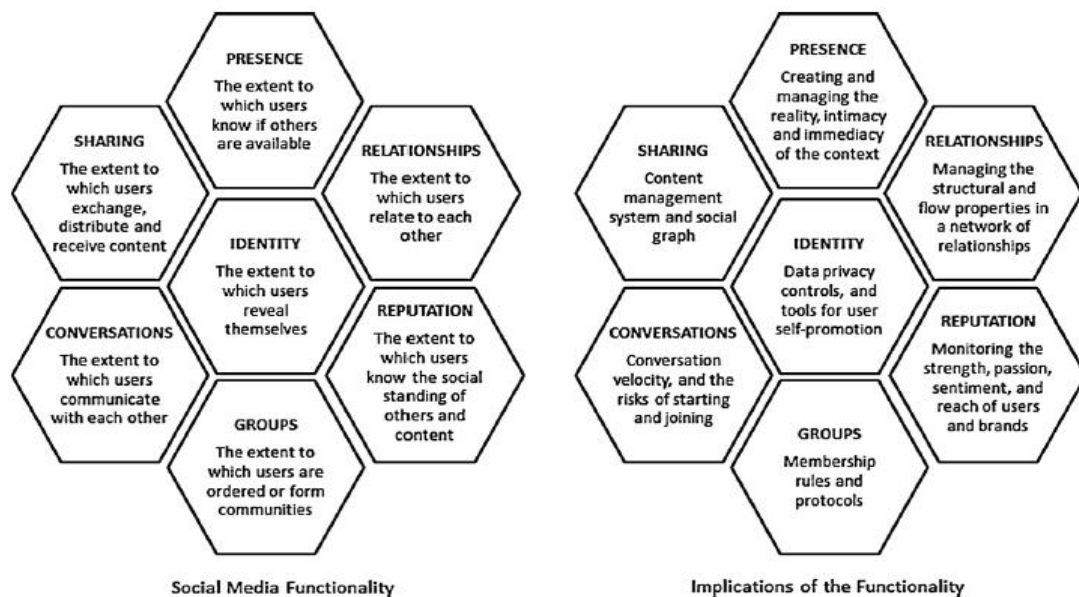 PRESENCE
The extent to
which users
know if others
are available
SHARING
The extent to
which users
exchange,
distribute and
receive content
RELATIONSHIPS
The extent to
which users
relate to each
other
IDENTITY
The extent to
which users
reveal
themselves
CONVERSATIONS
The extent to
which users
communicate
with each other
REPUTATION
The extent to
which users
know the social
standing of
others and
content
GROUPS
The extent to
which users are
ordered or form
communities
Social Media Functionality
PRESENCE
Creating and
managing the
reality, intimacy
and immediacy
of the context
SHARING
Content
management
system and social
graph
RELATIONSHIPS
Managing the
structural and
flow properties in
a network of
relationships
IDENTITY
Data privacy
controls, and
tools for user
self-promotion
CONVERSATIONS
Conversation
velocity, and the
risks of starting
and joining
REPUTATION
Monitoring the
strength, passion,
sentiment, and
reach of users
and brands
GROUPS
Membership
rules and
protocols
Implications of the Functionality